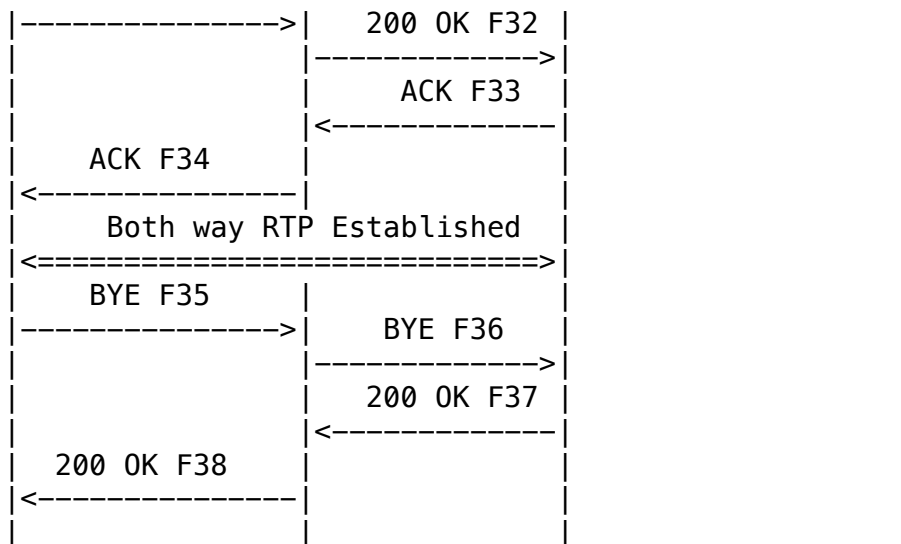 |--------------->|   200 OK F32 |
|                |------------->|
|                |     ACK F33  |
|                |<-------------|
|    ACK F34     |              |
|<---------------|              |
|     Both way RTP Established  |
|<=============================>|
|    BYE F35     |              |
|--------------->|    BYE F36   |
|                |------------->|
|                |   200 OK F37 |
|                |<-------------|
|  200 OK F38    |              |
|<---------------|              |
|                |              |